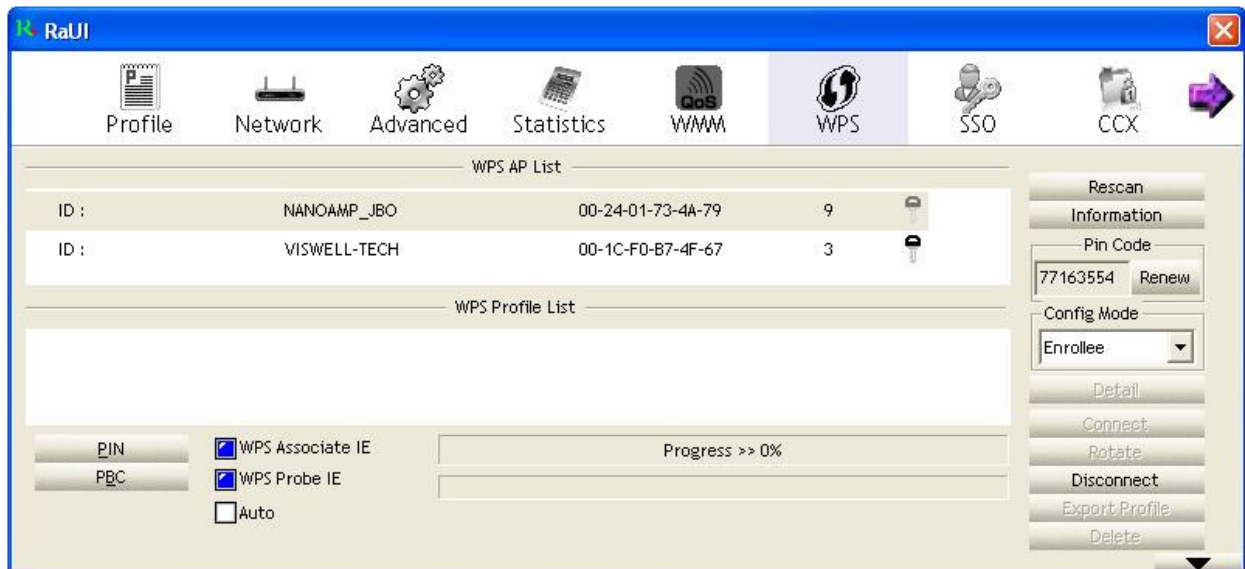 RaUI
Profile Network Advanced Statistics QoS WMM WPS SSO CCX
WPS AP List
ID : NANOAMP_JBO 00-24-01-73-4A-79 9
ID : VISWELL-TECH 00-1C-F0-B7-4F-67 3
WPS Profile List
PIN
PBC
WPS Associate IE
WPS Probe IE
Auto
Progress >> 0%
Rescan
Information
Pin Code
77163554 Renew
Config Mode
Enrollee
Detail
Connect
Rotate
Disconnect
Export Profile
Delete